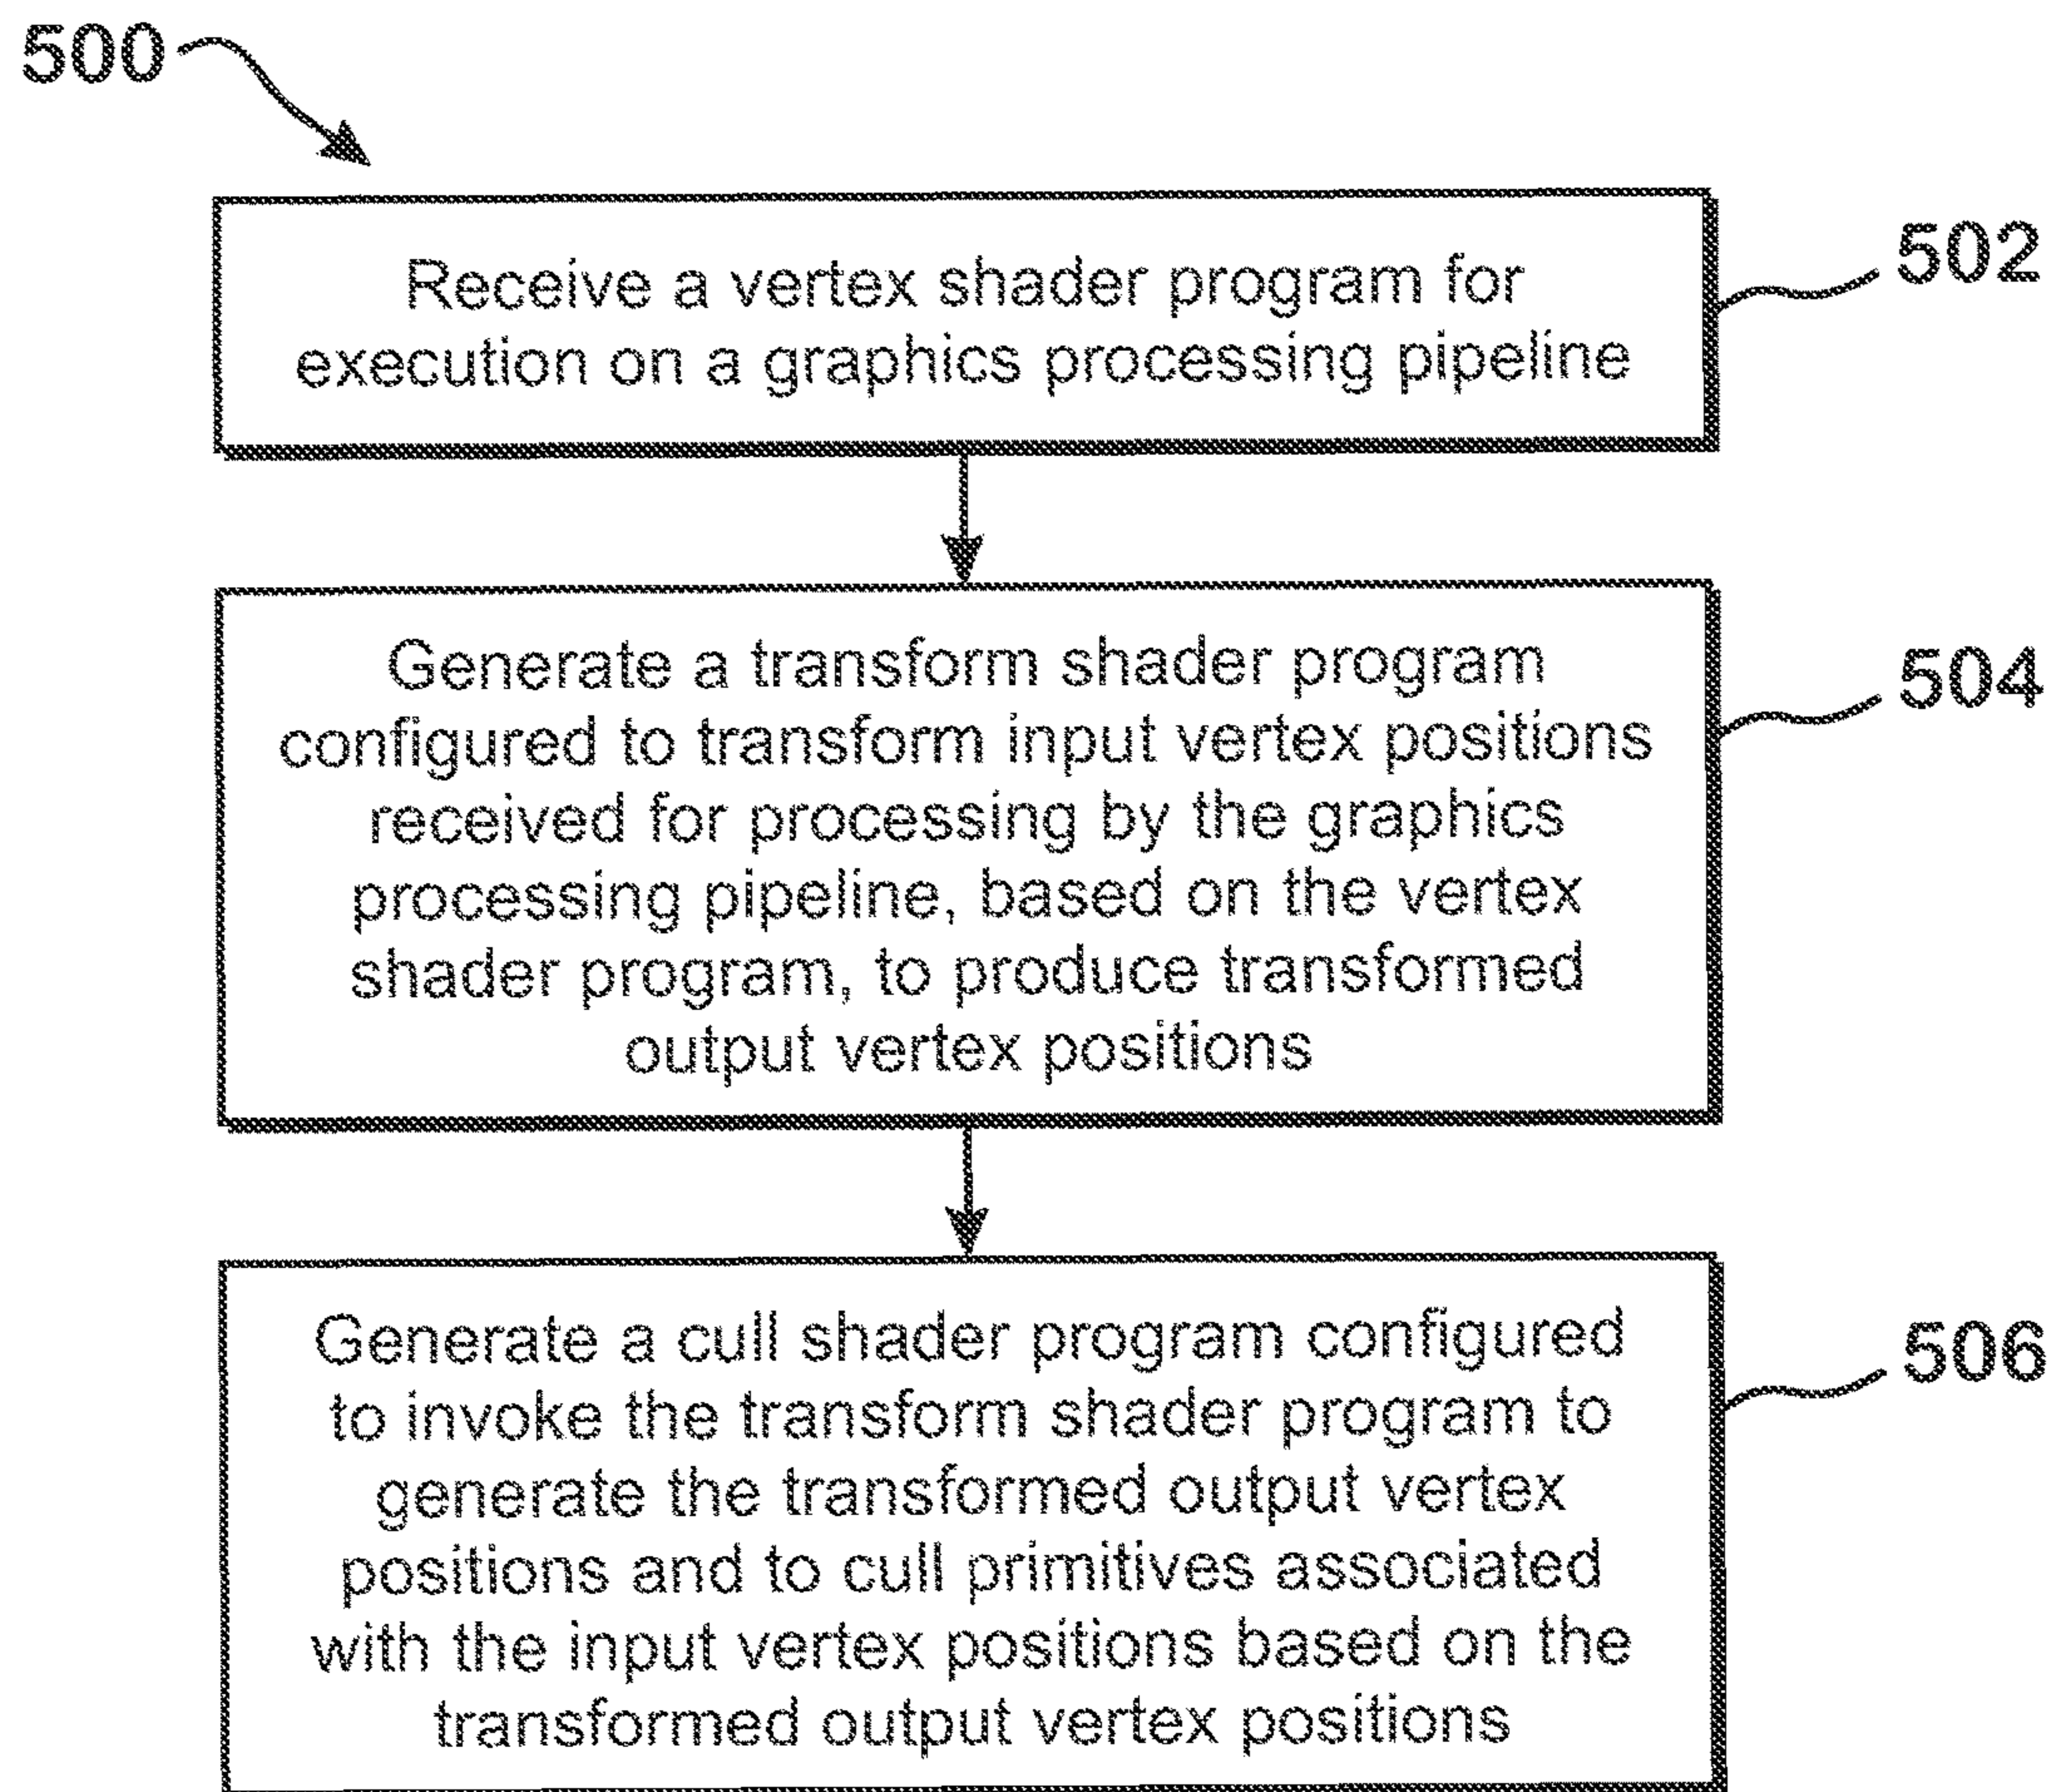 500
Receive a vertex shader program for
execution on a graphics processing pipeline
502
Generate a transform shader program
configured to transform input vertex positions
received for processing by the graphics
processing pipeline, based on the vertex
shader program, to produce transformed
output vertex positions
504
Generate a cull shader program configured
to invoke the transform shader program to
generate the transformed output vertex
positions and to cull primitives associated
with the input vertex positions based on the
transformed output vertex positions
506